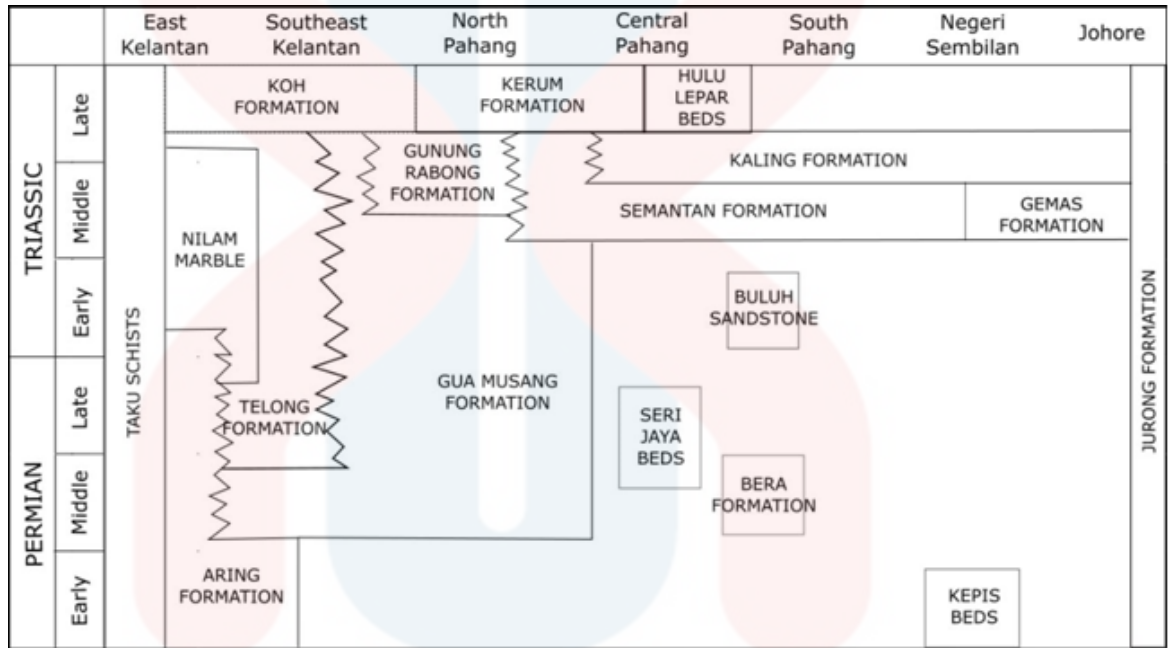 East Kelantan
Southeast Kelantan
North Pahang
Central Pahang
South Pahang
Negeri Sembilan
Johore
TRIASSIC
Late
Middle
Early
PERMIAN
Late
Middle
Early
TAKU SCHISTS
KOH
FORMATION
KERUM
FORMATION
HULU
LEPAR
BEDS
GUNUNG
RABONG
FORMATION
KALING FORMATION
SEMANTAN FORMATION
GEMAS
FORMATION
NILAM
MARBLE
BULUH
SANDSTONE
TELONG
FORMATION
GUA MUSANG
FORMATION
SERI
JAYA
BEDS
BERA
FORMATION
ARING
FORMATION
KEPIS
BEDS
JURONG FORMATION